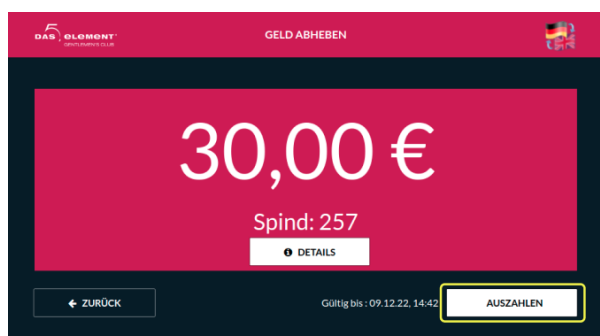 DAS 5. ELEMENT
GENTLEMEN'S CLUB
GELD ABHEBEN
30,00 €
Spind: 257
DETAILS
ZURÜCK
Gültig bis : 09.12.22, 14:42
AUSZAHLEN